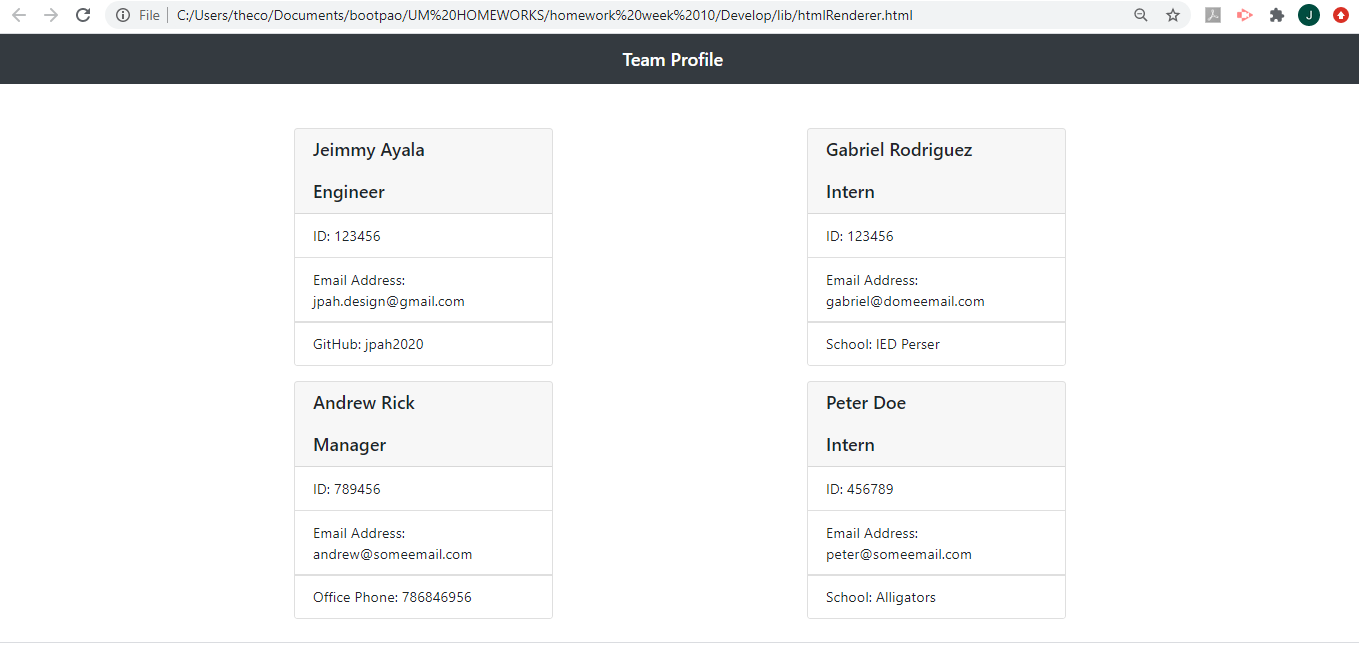 File C:/Users/theco/Documents/bootpao/UM%20HOMEWORKS/homework%20week%2010/Develop/lib/htmlRenderer.html
J
Team Profile
Jeimmy Ayala
Engineer
ID: 123456
Email Address:
jpah.design@gmail.com
GitHub: jpah2020
Gabriel Rodriguez
Intern
ID: 123456
Email Address:
gabriel@domeemail.com
School: IED Perser
Andrew Rick
Manager
ID: 789456
Email Address:
andrew@someemail.com
Office Phone: 786846956
Peter Doe
Intern
ID: 456789
Email Address:
peter@someemail.com
School: Alligators